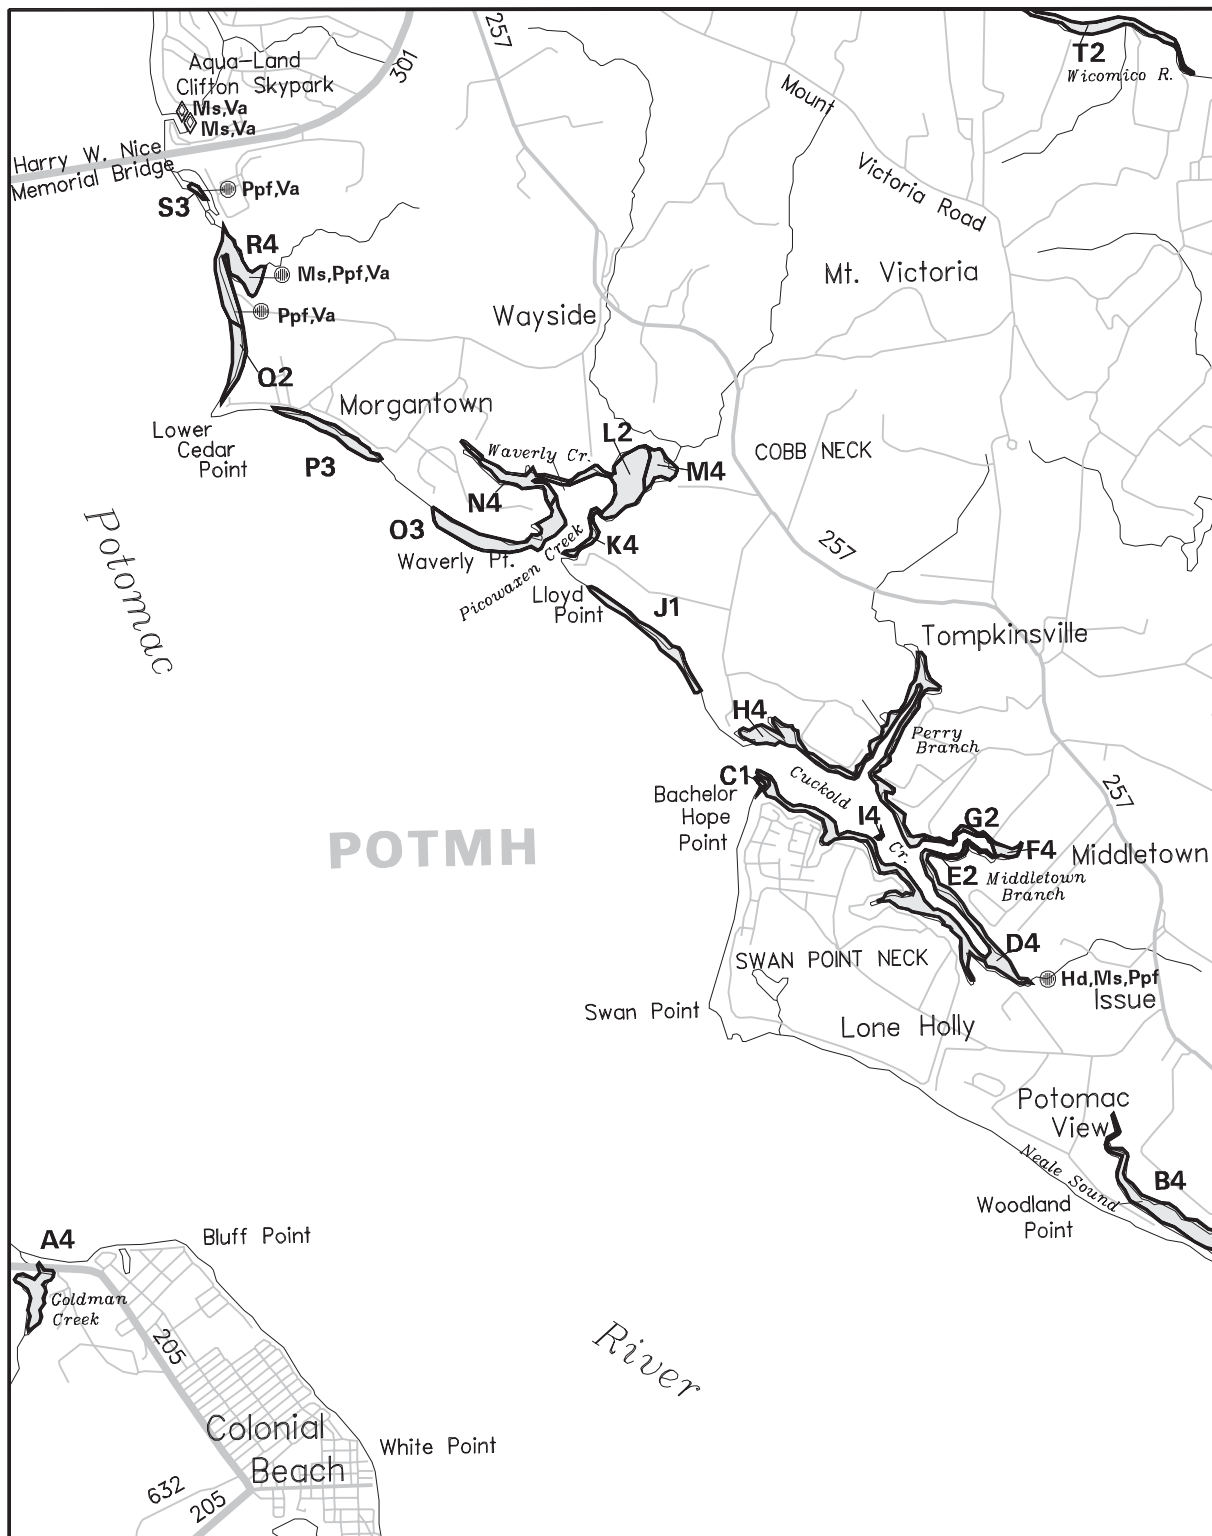 257
T2
Wicomico R.
Aqua-Land
Clifton Skypark
301
Ms,Va
Ms,Va
Mount
Victoria Road
Harry W. Nice
Memorial Bridge
S3
Ppf,Va
R4
Ms,Ppf,Va
Ppf,Va
Mt. Victoria
Wayside
Q2
Morgantown
Lower
Cedar
Point
P3
L2
Waverly Cr.
M4
COBB NECK
N4
O3
Waverly Pt.
Picowaxen Creek
K4
257
Potomac
Lloyd
Point
J1
Tompkinsville
H4
Perry
Branch
C1
Cuckold
Cr.
Bachelor
Hope
Point
I4
G2
257
F4
Middletown
E2
Middletown
Branch
POTMH
D4
SWAN POINT NECK
Hd,Ms,Ppf
Issue
Swan Point
Lone Holly
Potomac
View
Neale Sound
B4
Woodland
Point
A4
Bluff Point
Goldman
Creek
205
River
Colonial
Beach
White Point
632
205